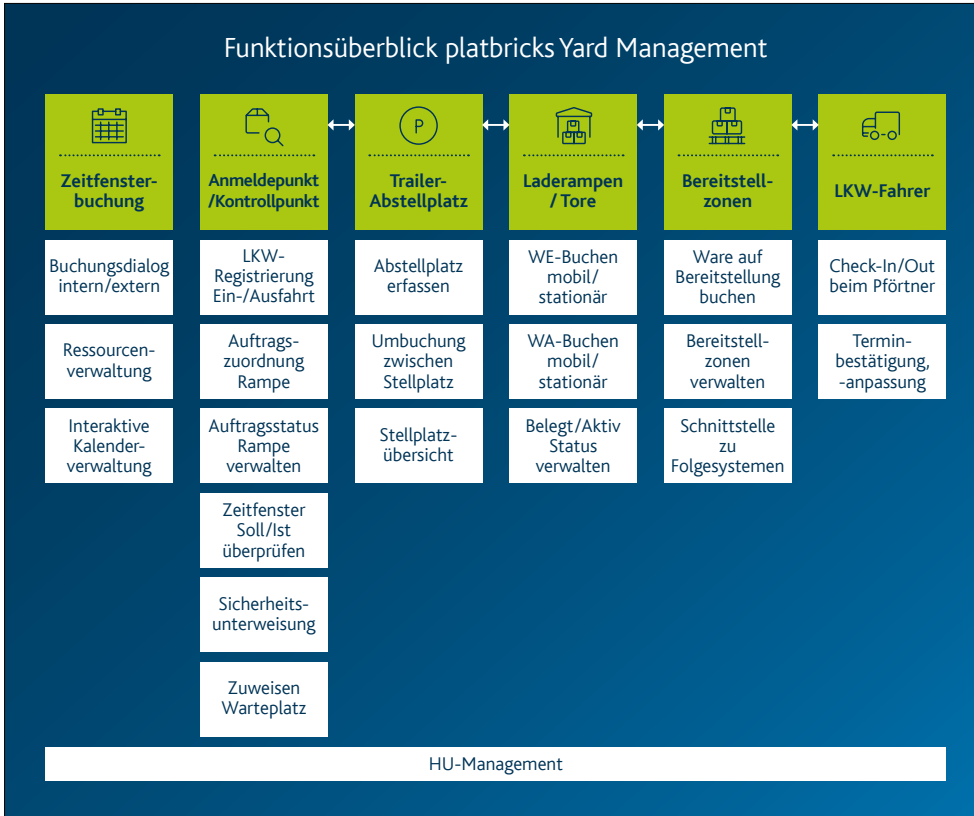 Funktionsüberblick platbricks Yard Management
Zeitfenster-
buchung
Buchungsdialog
intern/extern
Ressourcen-
verwaltung
Interaktive
Kalender-
verwaltung
Anmeldepunkt
/Kontrollpunkt
LKW-
Registrierung
Ein-/Ausfahrt
Auftrags-
zuordnung
Rampe
Auftragsstatus
Rampe
verwalten
Zeitfenster
Soll/Ist
überprüfen
Sicherheits-
unterweisung
Zuweisen
Warteplatz
P
Trailer-
Abstellplatz
Abstellplatz
erfassen
Umbuchung
zwischen
Stellplatz
Stellplatz-
übersicht
Laderampen
/ Tore
WE-Buchen
mobil/
stationär
WA-Buchen
mobil/
stationär
Belegt/Aktiv
Status
verwalten
Bereitstell-
zonen
Ware auf
Bereitstellung
buchen
Bereitstell-
zonen
verwalten
Schnittstelle
zu
Folgesystemen
LKW-Fahrer
Check-In/Out
beim Pförtner
Termin-
bestätigung,
-anpassung
HU-Management